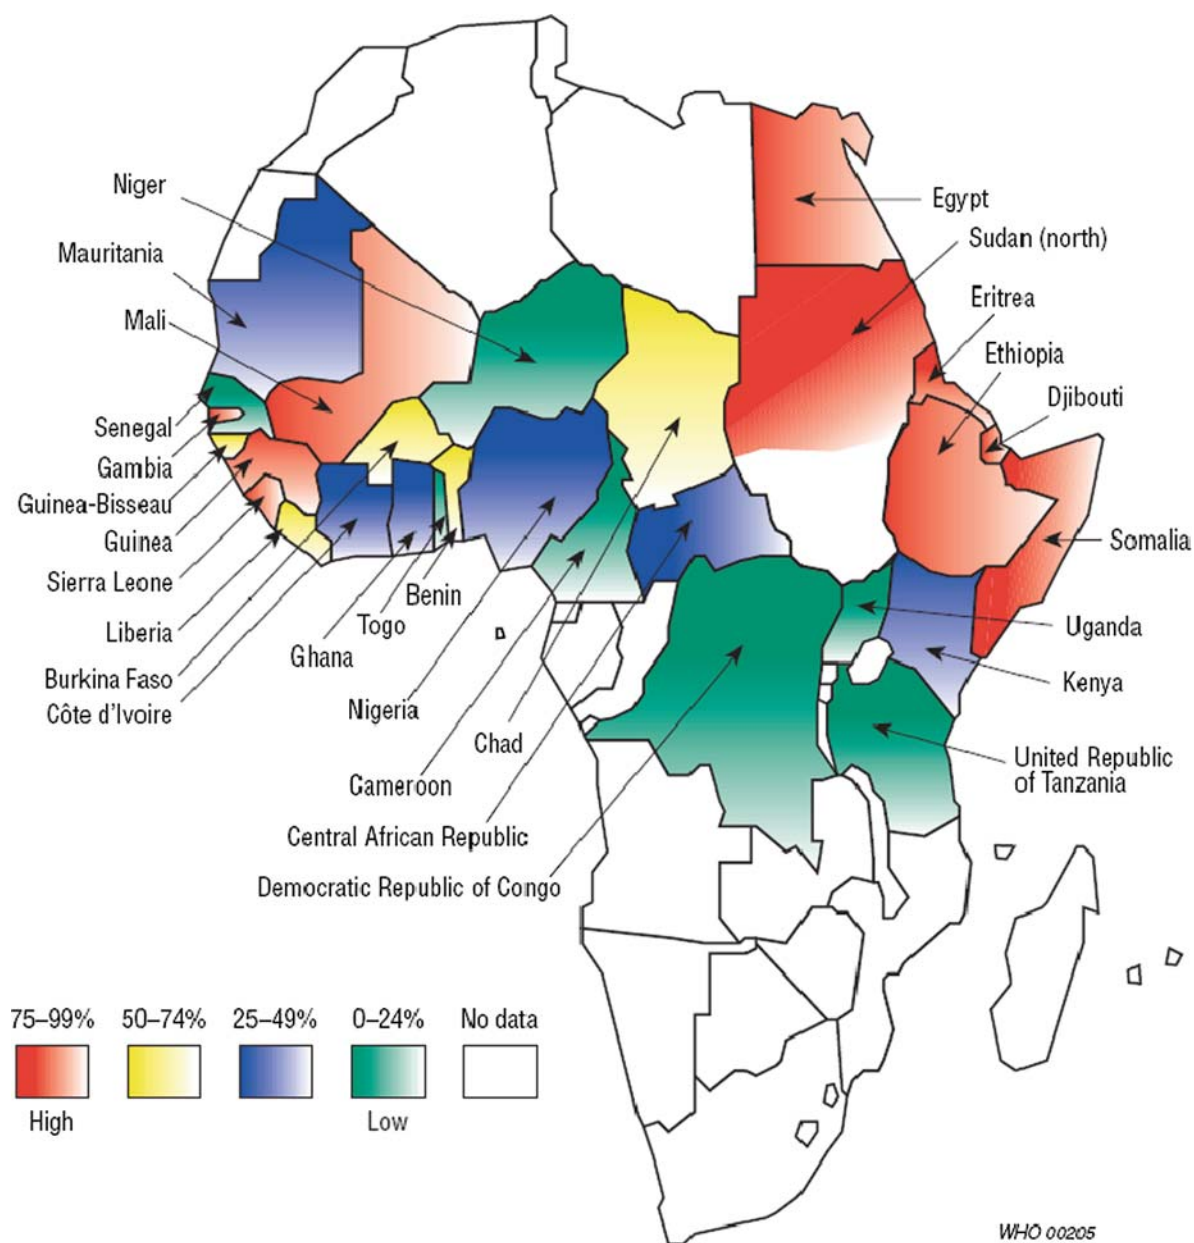 Niger
Mauritania
Mali
Senegal
Gambia
Guinea-Bisseau
Guinea
Sierra Leone
Liberia
Burkina Faso
Côte d'Ivoire
Ghana
Togo
Benin
Nigeria
Chad
Cameroon
Central African Republic
Democratic Republic of Congo
Egypt
Sudan (north)
Eritrea
Ethiopia
Djibouti
Somalia
Uganda
Kenya
United Republic
of Tanzania
75–99% 50–74% 25–49% 0–24% No data
High Low
WHO 00205